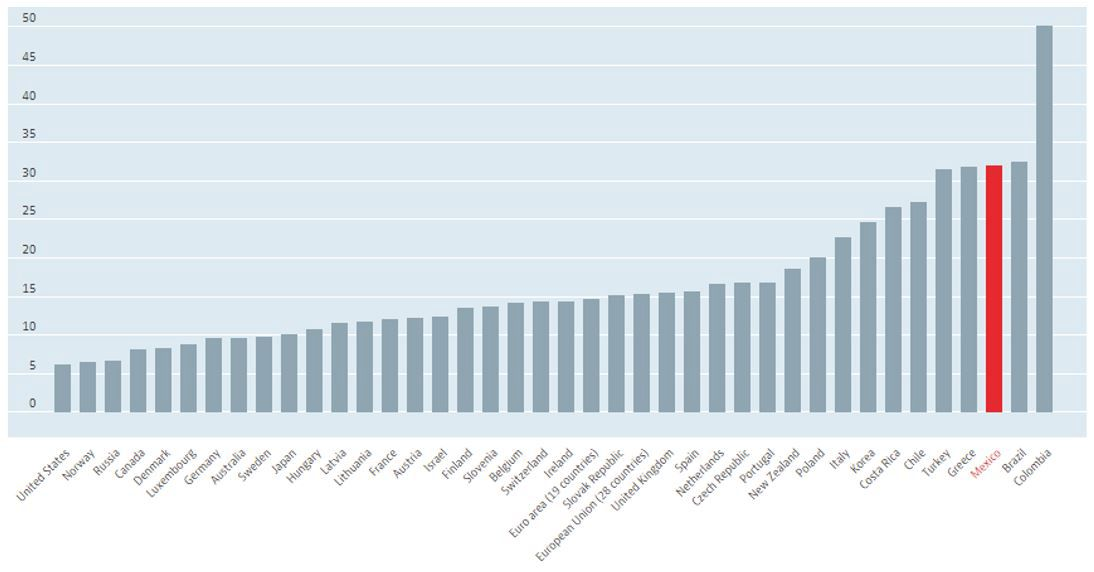 50
45
40
35
30
25
20
15
10
5
0
United States
Norway
Russia
Canada
Denmark
Luxembourg
Germany
Australia
Sweden
Japan
Hungary
Latvia
Lithuania
France
Austria
Israel
Finland
Slovenia
Belgium
Switzerland
Ireland
Euro area (19 countries)
Slovak Republic
European Union (28 countries)
United Kingdom
Spain
Netherlands
Czech Republic
Portugal
New Zealand
Poland
Italy
Korea
Costa Rica
Chile
Turkey
Greece
Mexico
Brazil
Colombia